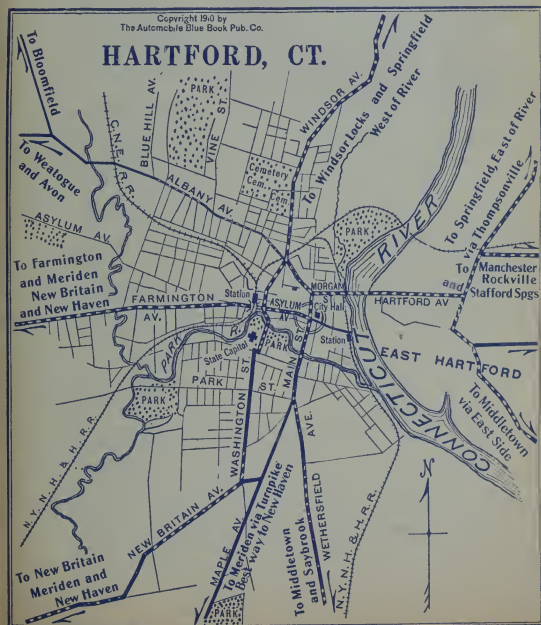 Copyright 1910 by
The Automobile Blue Book Pub. Co.
HARTFORD, CT.
To Bloomfield
To Weatogue
and Avon
C.N.E.R.R.
BLUE HILL AV.
PARK
VINE ST.
WINDSOR AV.
To Windsor Locks and Springfield
West of River
Cemetery
Cem.
Cem
ALBANY AV.
ASYLUM AV.
PARK
RIVER
To Springfield, East of River
via Thompsonville
To Manchester
Rockville
and Stafford Spgs
To Farmington
and Meriden
New Britain
and New Haven
FARMINGTON
AV.
Station
ASYLUM
AV.
MORGAN
S
City Hall
HARTFORD AV
Station
EAST HARTFORD
PARK R.
State Capitol
PARK
MAIN ST.
PARK
PARK ST.
WASHINGTON ST.
CONNECTICUT
To Middletown
via East Side
N.Y. N.H. & H.R.R.
NEW BRITAIN AV.
MAPLE AV.
To Meriden via Turnpike
Best way to New Haven
WETHERSFIELD AVE.
To Middletown
and Saybrook
N.Y.N.H. & H.R.R.
N
To New Britain
Meriden and
New Haven
PARK